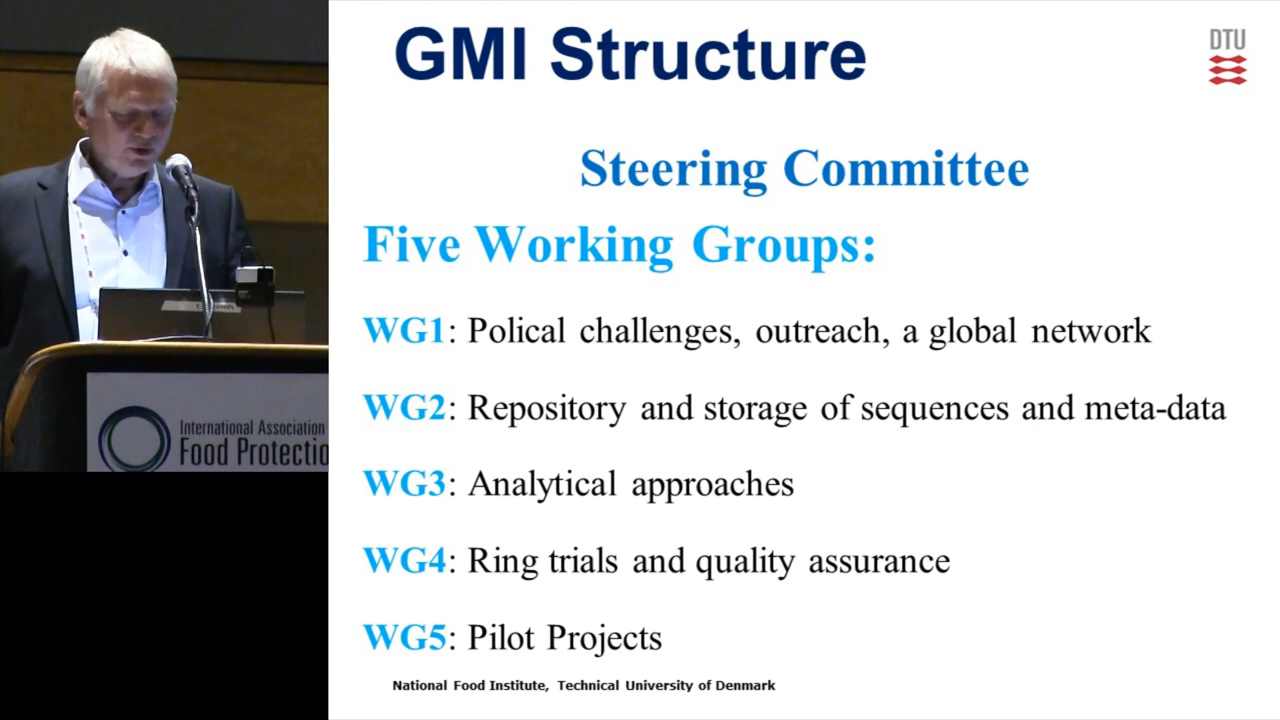 GMI Structure
DTU
Steering Committee
Five Working Groups:
WG1: Polical challenges, outreach, a global network
WG2: Repository and storage of sequences and meta-data
WG3: Analytical approaches
WG4: Ring trials and quality assurance
WG5: Pilot Projects
National Food Institute, Technical University of Denmark
International Association
Food Protectio